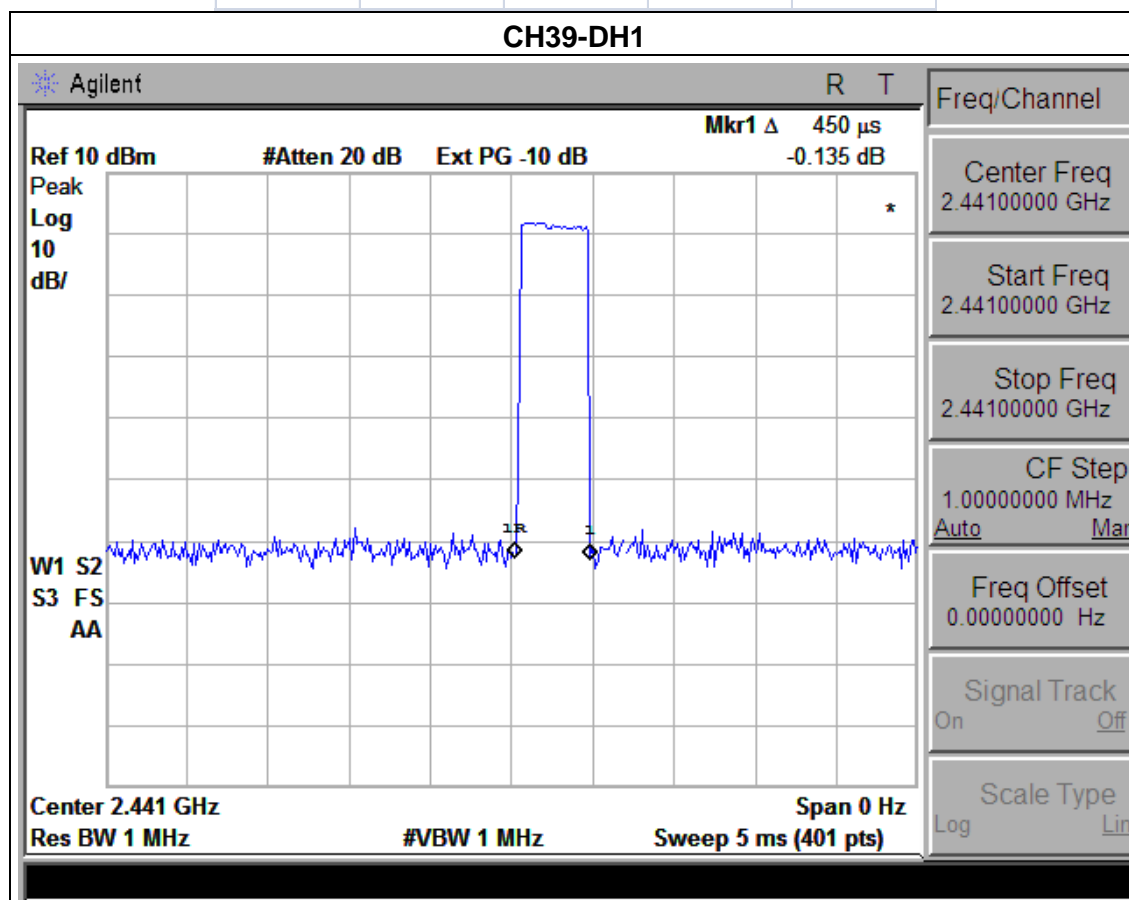 CH39-DH1
Agilent R T
Mkr1 Δ 450 μs
Ref 10 dBm #Atten 20 dB Ext PG -10 dB -0.135 dB
Peak
Log
10
dB/
*
1R 1
W1 S2
S3 FS
AA
Center 2.441 GHz Span 0 Hz
Res BW 1 MHz #VBW 1 MHz Sweep 5 ms (401 pts)
Freq/Channel
Center Freq
2.44100000 GHz
Start Freq
2.44100000 GHz
Stop Freq
2.44100000 GHz
CF Step
1.00000000 MHz
Auto Man
Freq Offset
0.00000000 Hz
Signal Track
On Off
Scale Type
Log Lin